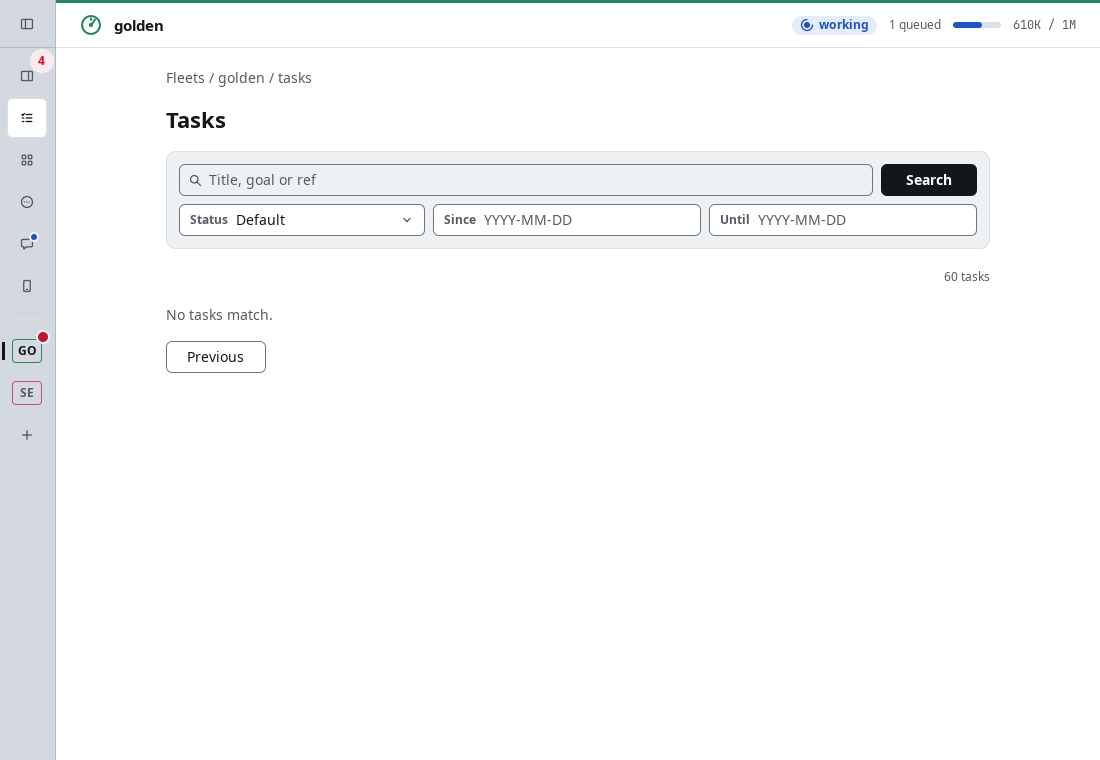 golden
working
1 queued
610K / 1M
4
Fleets / golden / tasks
Tasks
Title, goal or ref
Search
Status Default
Since YYYY-MM-DD
Until YYYY-MM-DD
60 tasks
No tasks match.
Previous
GO
SE